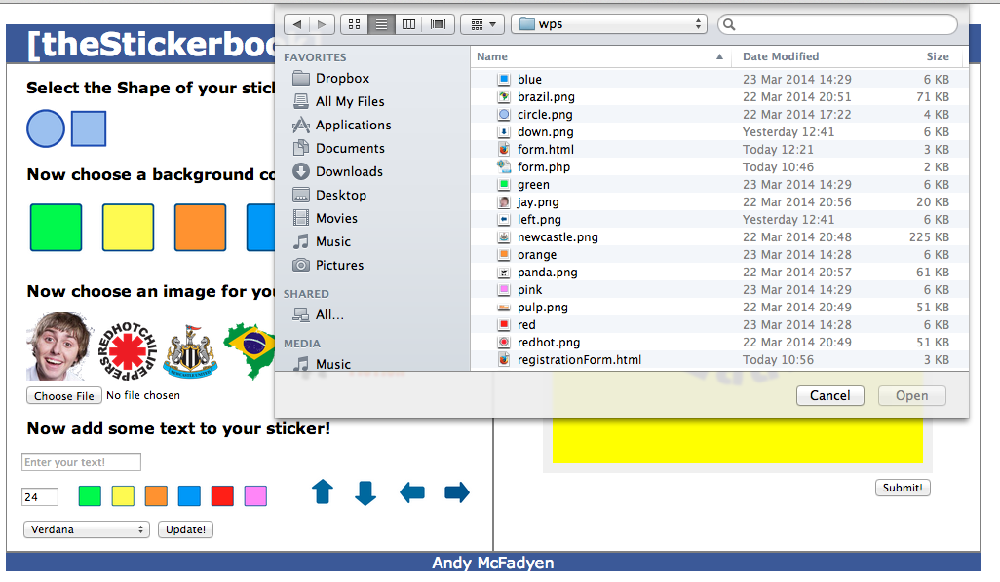 [theStickerboo
Select the Shape of your stic
Now choose a background co
Now choose an image for you
RED HOT CHILI PEPPERS
NEWCASTLE UNITED
Choose File No file chosen
Now add some text to your sticker!
Enter your text!
24
Verdana Update!
wps
FAVORITES
Dropbox
All My Files
Applications
Documents
Downloads
Desktop
Movies
Music
Pictures
SHARED
All...
MEDIA
Music
Name Date Modified Size
blue 23 Mar 2014 14:29 6 KB
brazil.png 22 Mar 2014 20:51 71 KB
circle.png 22 Mar 2014 17:22 4 KB
down.png Yesterday 12:41 6 KB
form.html Today 12:21 3 KB
form.php Today 10:46 2 KB
green 23 Mar 2014 14:29 6 KB
jay.png 22 Mar 2014 20:56 20 KB
left.png Yesterday 12:41 6 KB
newcastle.png 22 Mar 2014 20:48 225 KB
orange 23 Mar 2014 14:28 6 KB
panda.png 22 Mar 2014 20:57 61 KB
pink 23 Mar 2014 14:29 6 KB
pulp.png 22 Mar 2014 20:49 51 KB
red 23 Mar 2014 14:28 6 KB
redhot.png 22 Mar 2014 20:49 51 KB
registrationForm.html Today 10:56 3 KB
Cancel Open
Submit!
Andy McFadyen